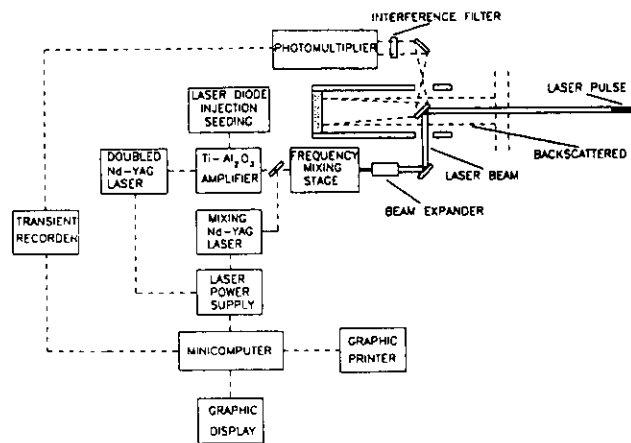 INTERFERENCE FILTER
PHOTOMULTIPLIER
LASER DIODE
INJECTION
SEEDING
LASER PULSE
DOUBLED
Nd-YAG
LASER
Ti-Al₂O₃
AMPLIFIER
FREQUENCY
MIXING
STAGE
BACKSCATTERED
LASER BEAM
BEAM EXPANDER
TRANSIENT
RECORDER
MIXING
Nd-YAG
LASER
LASER
POWER
SUPPLY
MINICOMPUTER
GRAPHIC
PRINTER
GRAPHIC
DISPLAY